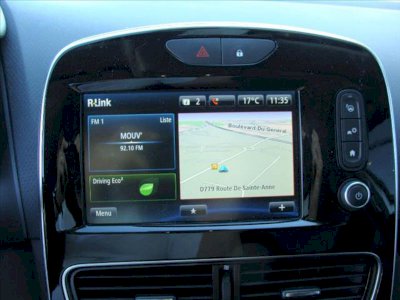 R-Link
2
17°C
11:35
FM 1
Liste
MOUV'
92.10 FM
Boulevard Du Général
Driving Eco²
D779 Route De Sainte-Anne
Menu